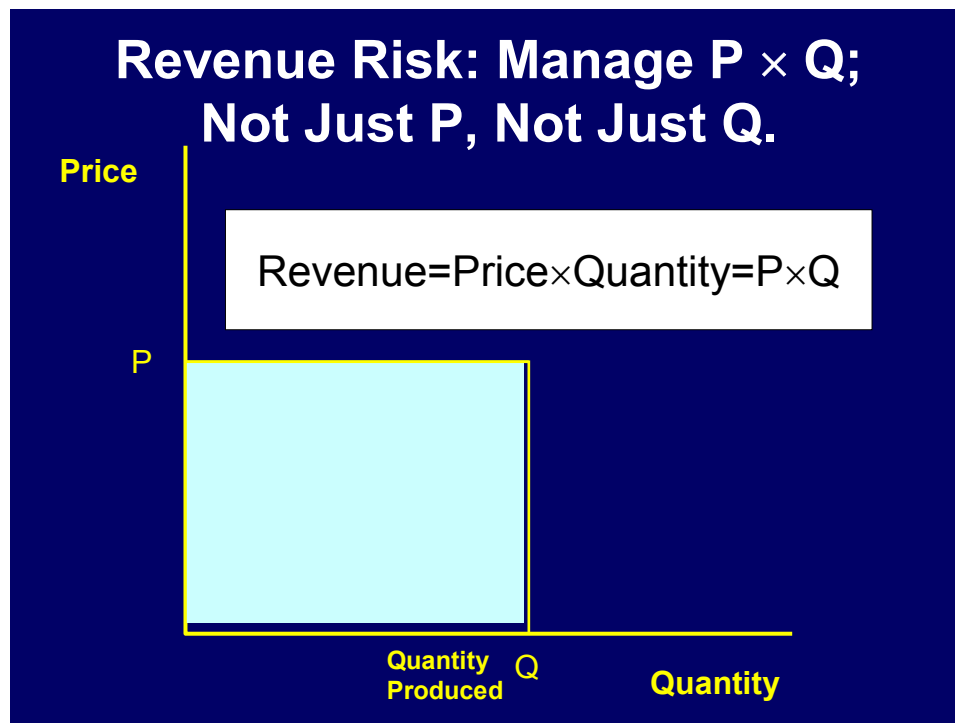 Revenue Risk: Manage P × Q;
Not Just P, Not Just Q.
Price
Revenue=Price×Quantity=P×Q
P
Quantity
Produced
Q
Quantity